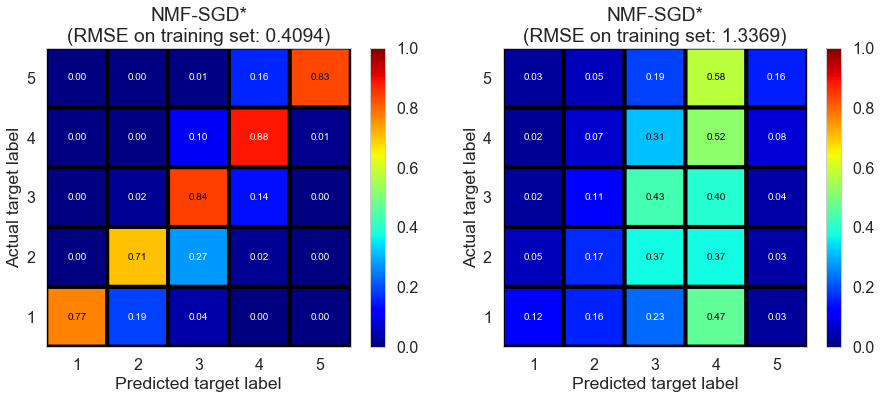 NMF-SGD*
(RMSE on training set: 0.4094)
Actual target label
5
4
3
2
1
0.00 0.00 0.01 0.16 0.83
0.00 0.00 0.10 0.88 0.01
0.00 0.02 0.84 0.14 0.00
0.00 0.71 0.27 0.02 0.00
0.77 0.19 0.04 0.00 0.00
1 2 3 4 5
Predicted target label
1.0
0.8
0.6
0.4
0.2
0.0
NMF-SGD*
(RMSE on training set: 1.3369)
Actual target label
5
4
3
2
1
0.03 0.05 0.19 0.58 0.16
0.02 0.07 0.31 0.52 0.08
0.02 0.11 0.43 0.40 0.04
0.05 0.17 0.37 0.37 0.03
0.12 0.16 0.23 0.47 0.03
1 2 3 4 5
Predicted target label
1.0
0.8
0.6
0.4
0.2
0.0